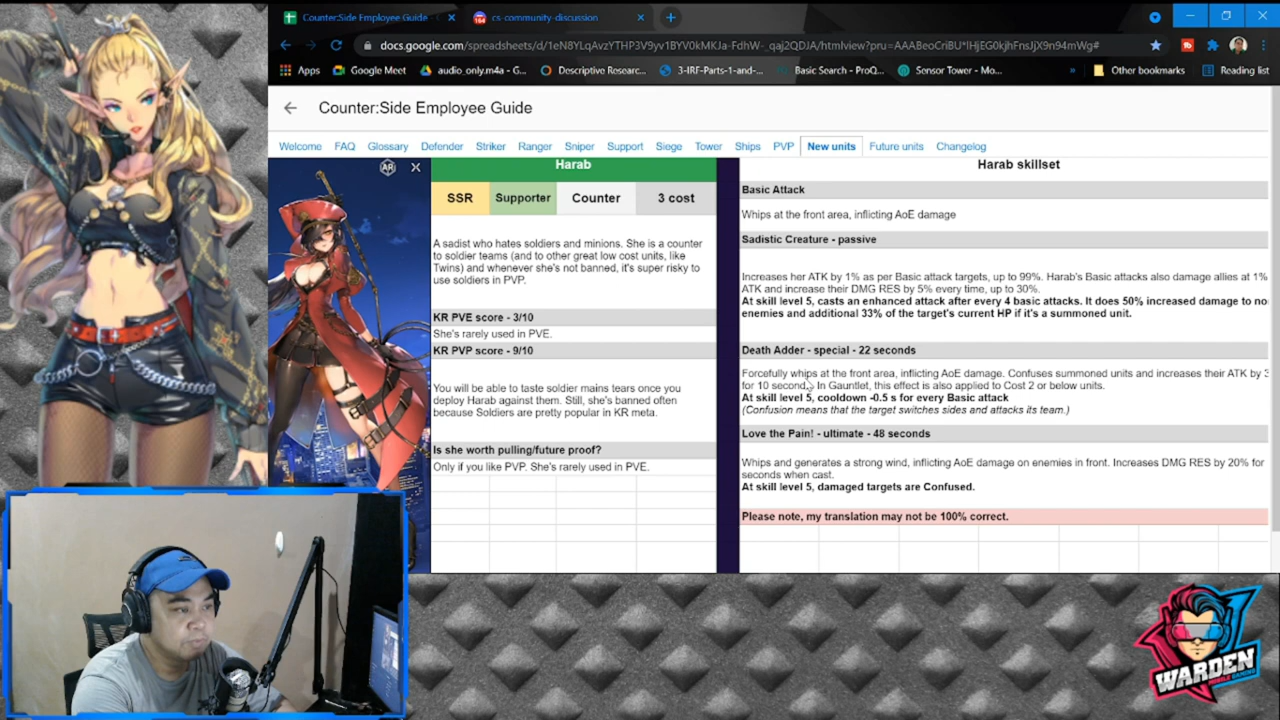 Counter:Side Employee Guide -
cs-community-discussion
docs.google.com/spreadsheets/d/1eN8YLqAvzYTHP3V9yv1BYV0kMKJa-FdhW-_qaj2QDJA/htmlview?pru=AAABeoCriBU*lHjEG0kjhFnsJjX9n94mWg#
Apps
Google Meet
audio_only.m4a - G...
Descriptive Researc...
3-IRF-Parts-1-and-...
Basic Search - ProQ...
Sensor Tower - Mo...
»
Other bookmarks
Reading list
Counter:Side Employee Guide
Welcome FAQ Glossary Defender Striker Ranger Sniper Support Siege Tower Ships PVP New units Future units Changelog
AR
Harab
SSR Supporter Counter 3 cost
A sadist who hates soldiers and minions. She is a counter
to soldier teams (and to other great low cost units, like
Twins) and whenever she's not banned, it's super risky to
use soldiers in PVP.
KR PVE score - 3/10
She's rarely used in PVE.
KR PVP score - 9/10
You will be able to taste soldier mains tears once you
deploy Harab against them. Still, she's banned often
because Soldiers are pretty popular in KR meta.
Is she worth pulling/future proof?
Only if you like PVP. She's rarely used in PVE.
Harab skillset
Basic Attack
Whips at the front area, inflicting AoE damage
Sadistic Creature - passive
Increases her ATK by 1% as per Basic attack targets, up to 99%. Harab's Basic attacks also damage allies at 1%
ATK and increase their DMG RES by 5% every time, up to 30%.
At skill level 5, casts an enhanced attack after every 4 basic attacks. It does 50% increased damage to no
enemies and additional 33% of the target's current HP if it's a summoned unit.
Death Adder - special - 22 seconds
Forcefully whips at the front area, inflicting AoE damage. Confuses summoned units and increases their ATK by 3
for 10 seconds. In Gauntlet, this effect is also applied to Cost 2 or below units.
At skill level 5, cooldown -0.5 s for every Basic attack
(Confusion means that the target switches sides and attacks its team.)
Love the Pain! - ultimate - 48 seconds
Whips and generates a strong wind, inflicting AoE damage on enemies in front. Increases DMG RES by 20% for
seconds when cast.
At skill level 5, damaged targets are Confused.
Please note, my translation may not be 100% correct.
WARDEN
MOBILE GAMING